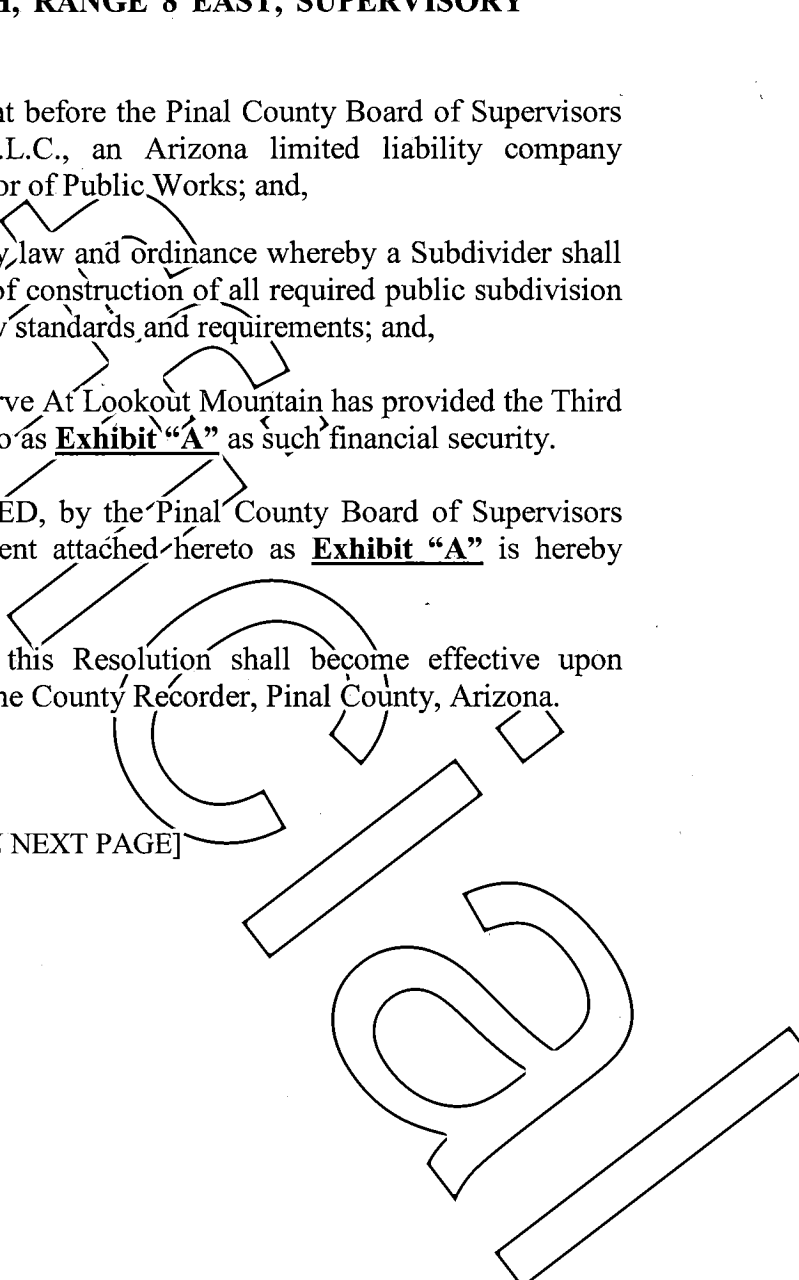 RANGE 8 EAST, SUPERVISORY
before the Pinal County Board of Supervisors
.L.C., an Arizona limited liability company
or of Public Works; and,
law and ordinance whereby a Subdivider shall
of construction of all required public subdivision
standards and requirements; and,
ve At Lookout Mountain has provided the Third
as Exhibit “A” as such financial security.
ED, by the Pinal County Board of Supervisors
ent attached hereto as Exhibit “A” is hereby
this Resolution shall become effective upon
he County Recorder, Pinal County, Arizona.
NEXT PAGE]
icial